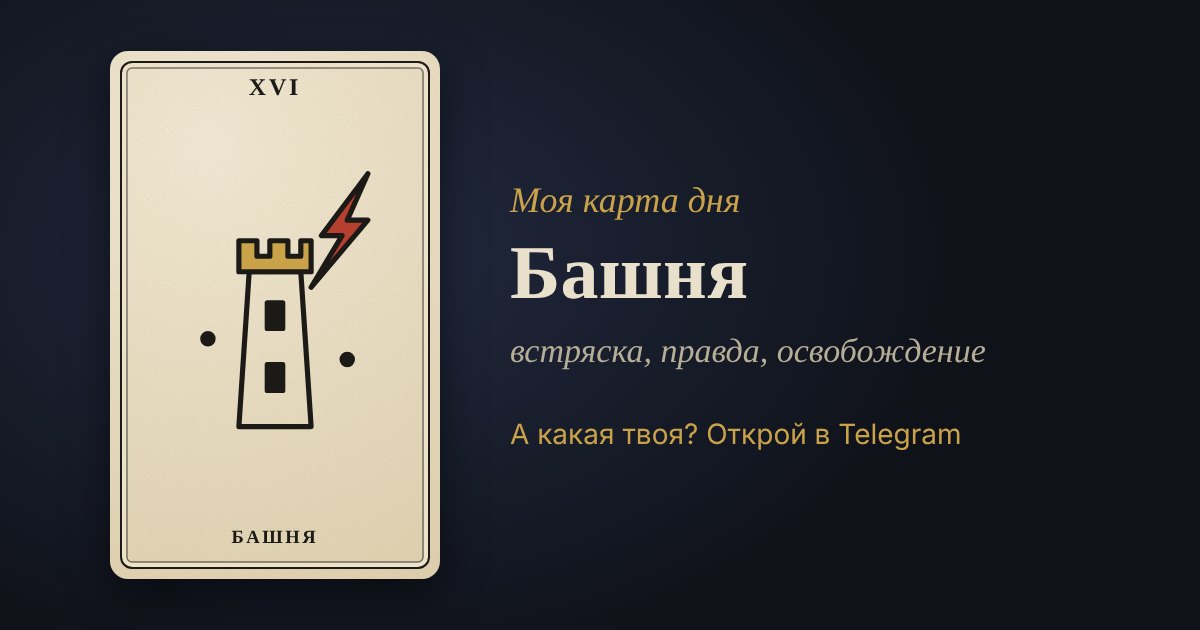 XVI
БАШНЯ
Моя карта дня
Башня
встряска, правда, освобождение
А какая твоя? Открой в Telegram